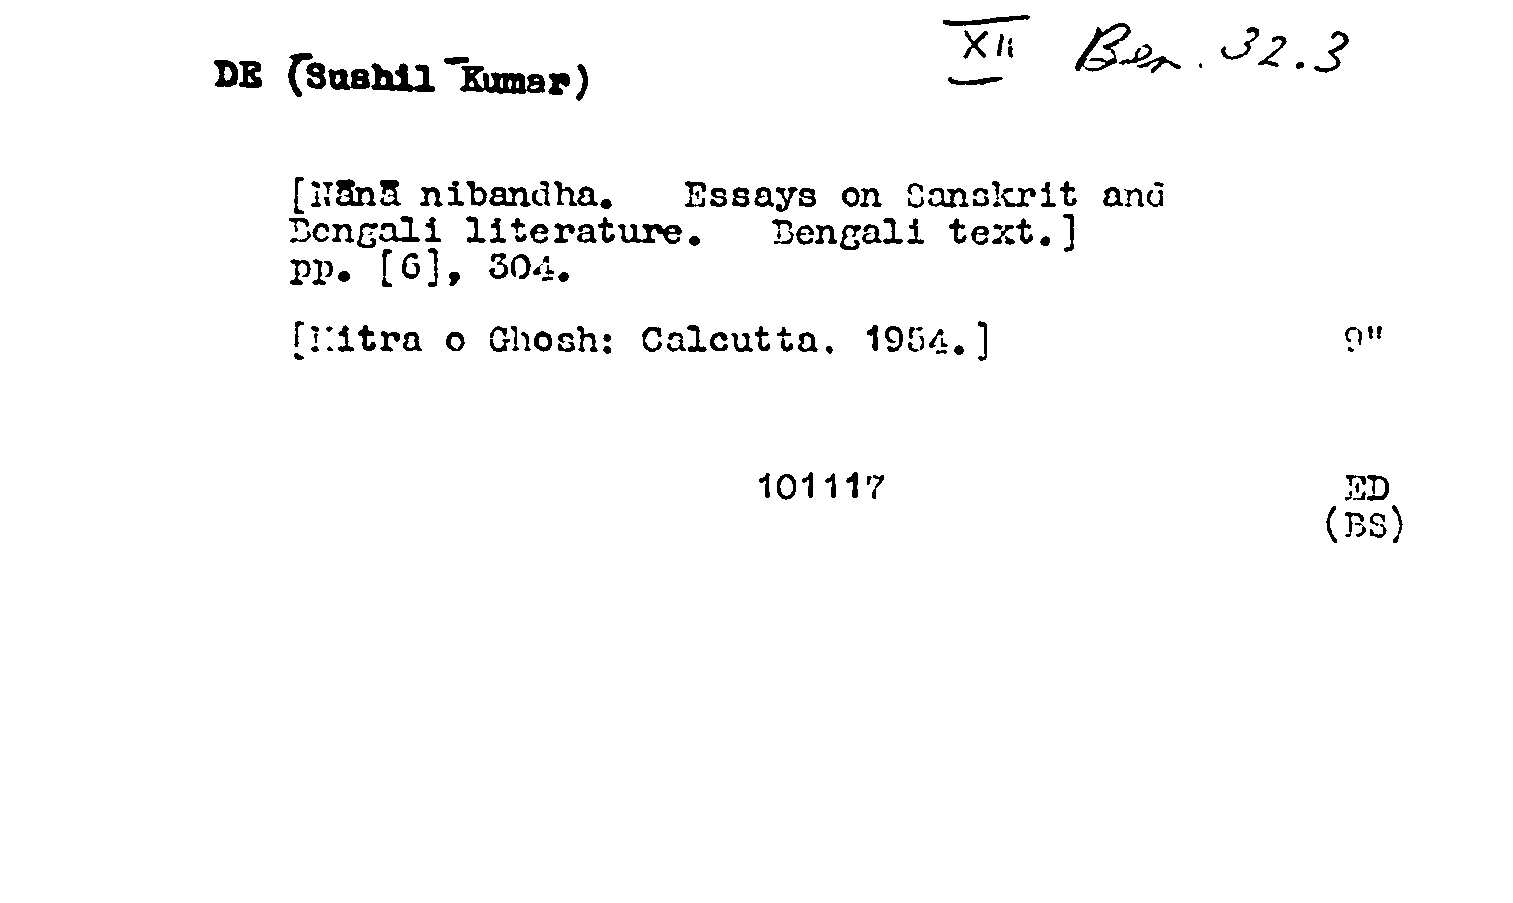 XII Ben. 32.3
DE (Sushil Kumar)
[Nānā nibandha. Essays on Sanskrit and
Bengali literature. Bengali text.]
pp. [6], 304.
[Mitra o Ghosh: Calcutta. 1954.] 9"
101117 ED
(BS)